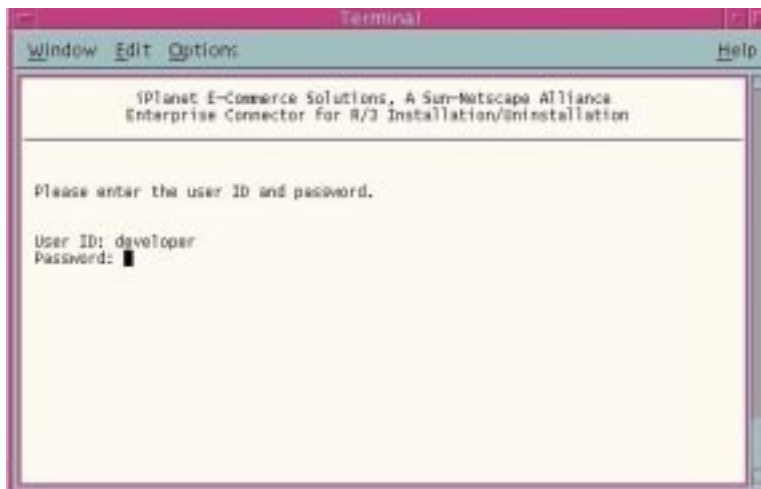 Terminal
Window Edit Options Help
iPlanet E-Commerce Solutions, A Sun-Netscape Alliance
Enterprise Connector for R/3 Installation/Uninstallation
Please enter the user ID and password.
User ID: developer
Password: